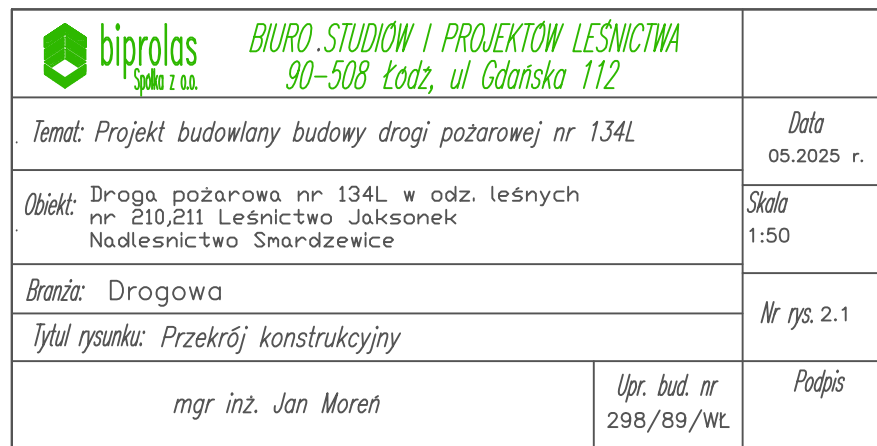 biprolas
Spółka z o.o.
BIURO .STUDIÓW I PROJEKTÓW LEŚNICTWA
90-508 Łódź, ul Gdańska 112
Temat: Projekt budowlany budowy drogi pożarowej nr 134L
Data
05.2025 r.
Obiekt: Droga pożarowa nr 134L w odz. leśnych
nr 210,211 Leśnictwo Jaksonek
Nadlesnictwo Smardzewice
Skala
1:50
Branża: Drogowa
Nr rys. 2.1
Tytul rysunku: Przekrój konstrukcyjny
mgr inż. Jan Moreń
Upr. bud. nr
298/89/WŁ
Podpis